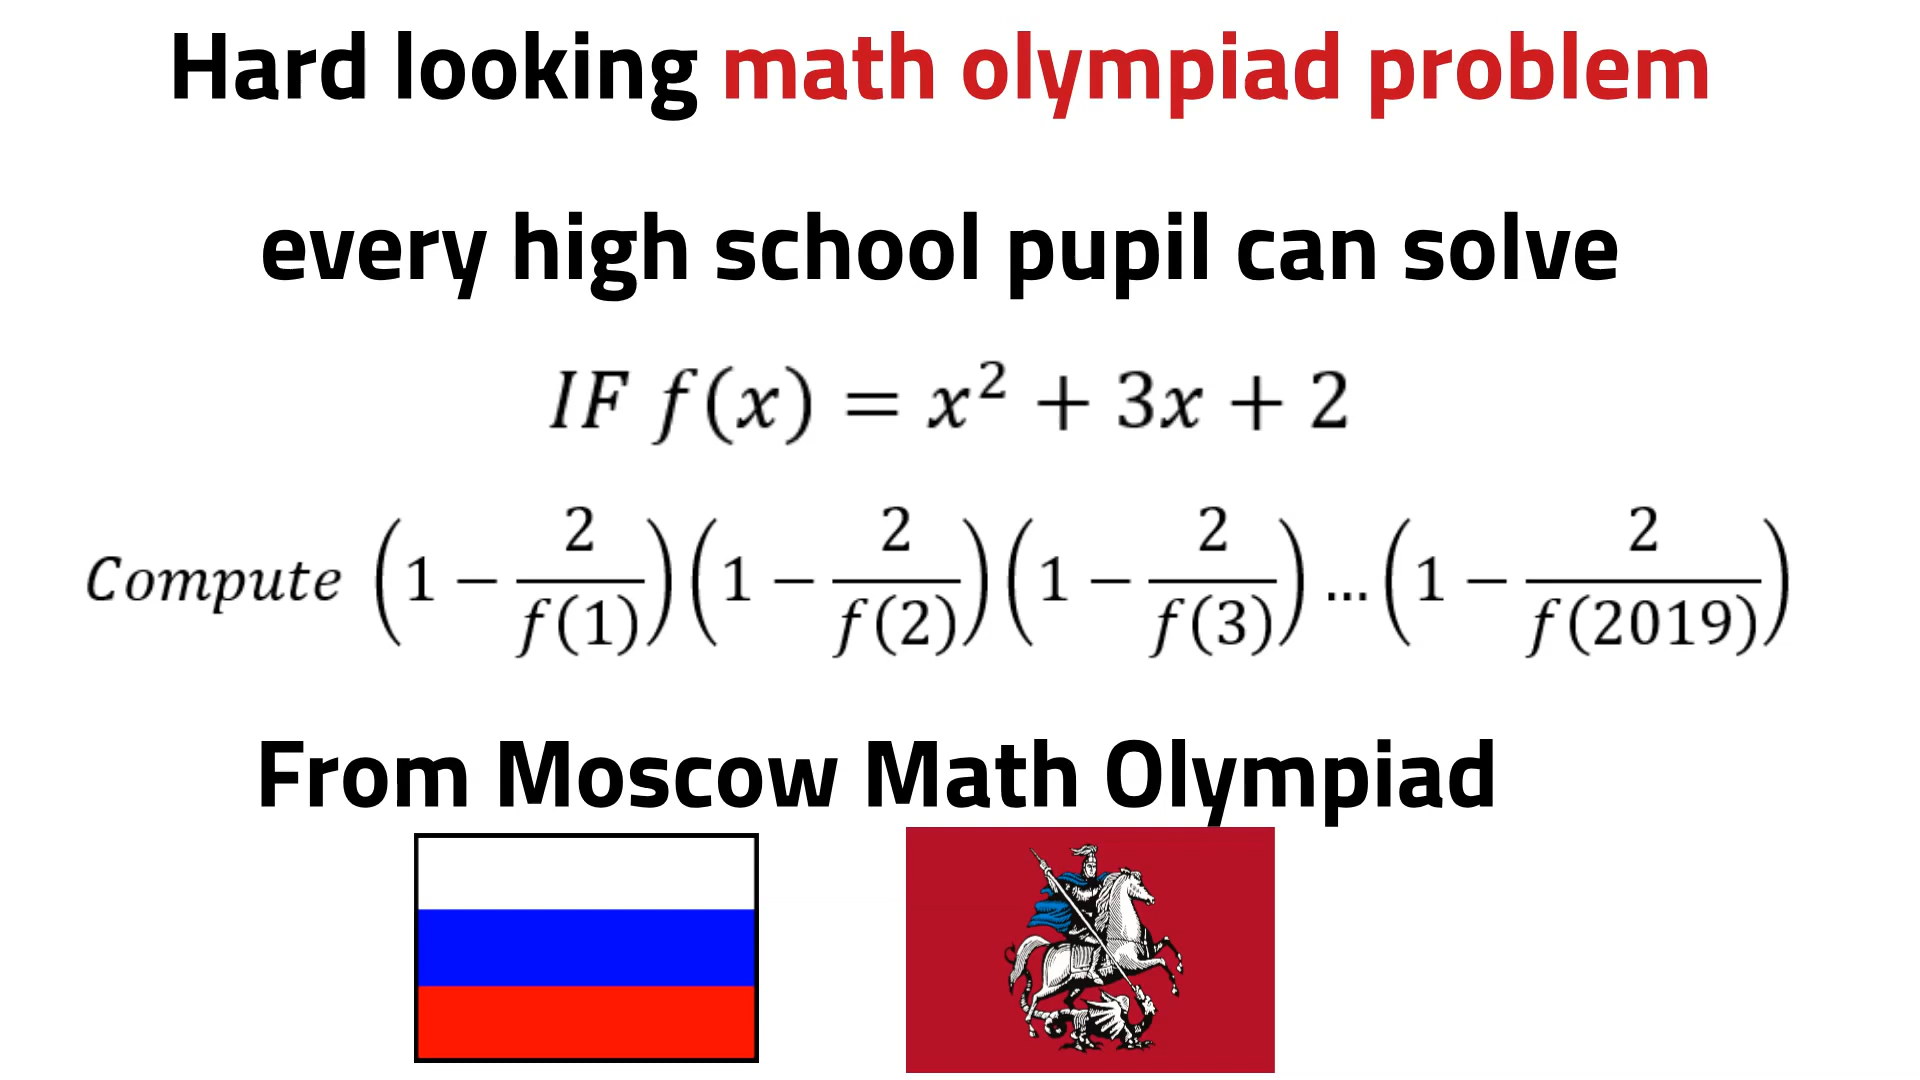 Hard looking math olympiad problem
every high school pupil can solve
IF f(x) = x² + 3x + 2
Compute (1 − 2/f(1))(1 − 2/f(2))(1 − 2/f(3))...(1 − 2/f(2019))
From Moscow Math Olympiad